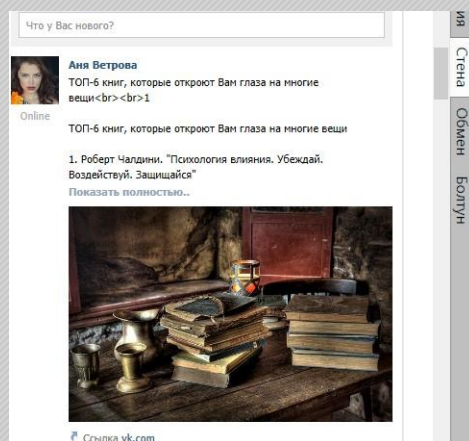 Что у Вас нового?
Аня Ветрова
ТОП-6 книг, которые откроют Вам глаза на многие
вещи<br><br>1
Online
ТОП-6 книг, которые откроют Вам глаза на многие вещи
1. Роберт Чалдини. "Психология влияния. Убеждай.
Воздействуй. Защищайся"
Показать полностью..
Ссылка vk.com
ия
Стена
Обмен
Болтун